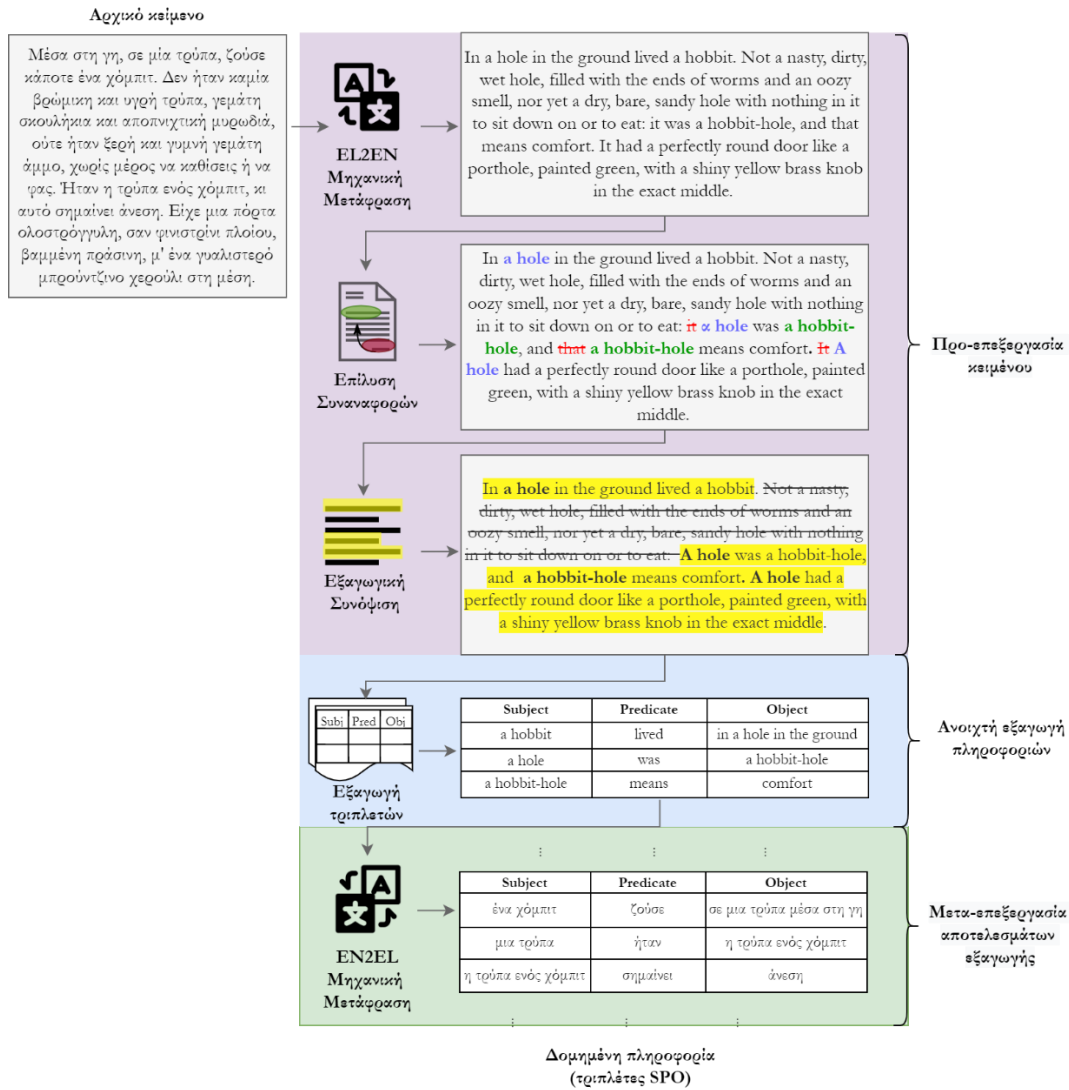 Αρχικό κείμενο
Μέσα στη γη, σε μία τρύπα, ζούσε
κάποτε ένα χόμπιτ. Δεν ήταν καμία
βρώμικη και υγρή τρύπα, γεμάτη
σκουλήκια και αποπνιχτική μυρωδιά,
ούτε ήταν ξερή και γυμνή γεμάτη
άμμο, χωρίς μέρος να καθίσεις ή να
φας. Ήταν η τρύπα ενός χόμπιτ, κι
αυτό σημαίνει άνεση. Είχε μια πόρτα
ολοστρόγγυλη, σαν φινιστρίνι πλοίου,
βαμμένη πράσινη, μ' ένα γυαλιστερό
μπρούντζινο χερούλι στη μέση.
A
文
EL2EN
Μηχανική
Μετάφραση
In a hole in the ground lived a hobbit. Not a nasty, dirty,
wet hole, filled with the ends of worms and an oozy
smell, nor yet a dry, bare, sandy hole with nothing in it
to sit down on or to eat: it was a hobbit-hole, and that
means comfort. It had a perfectly round door like a
porthole, painted green, with a shiny yellow brass knob
in the exact middle.
Επίλυση
Συναναφορών
In a hole in the ground lived a hobbit. Not a nasty,
dirty, wet hole, filled with the ends of worms and an
oozy smell, nor yet a dry, bare, sandy hole with nothing
in it to sit down on or to eat: it α hole was a hobbit-
hole, and that a hobbit-hole means comfort. It A
hole had a perfectly round door like a porthole, painted
green, with a shiny yellow brass knob in the exact
middle.
Προ-επεξεργασία
κειμένου
Εξαγωγική
Συνόψιση
In a hole in the ground lived a hobbit. Not a nasty,
dirty, wet hole, filled with the ends of worms and an
oozy smell, nor yet a dry, bare, sandy hole with nothing
in it to sit down on or to eat: A hole was a hobbit-hole,
and a hobbit-hole means comfort. A hole had a
perfectly round door like a porthole, painted green, with
a shiny yellow brass knob in the exact middle.
Subj Pred Obj
Εξαγωγή
τριπλετών
Subject Predicate Object
a hobbit lived in a hole in the ground
a hole was a hobbit-hole
a hobbit-hole means comfort
Ανοιχτή εξαγωγή
πληροφοριών
⋮ ⋮ ⋮
A
文
EN2EL
Μηχανική
Μετάφραση
Subject Predicate Object
ένα χόμπιτ ζούσε σε μια τρύπα μέσα στη γη
μια τρύπα ήταν η τρύπα ενός χόμπιτ
η τρύπα ενός χόμπιτ σημαίνει άνεση
⋮ ⋮ ⋮
Μετα-επεξεργασία
αποτελεσμάτων
εξαγωγής
Δομημένη πληροφορία
(τριπλέτες SPO)